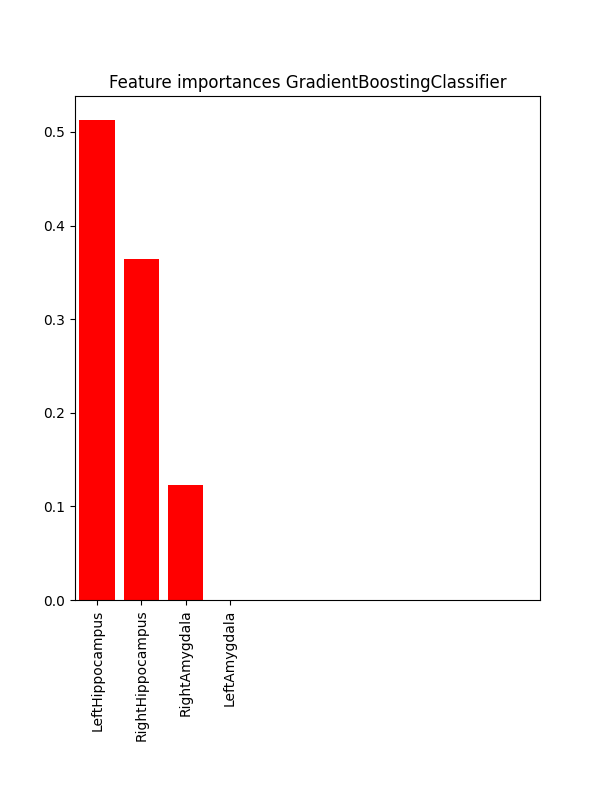 Feature importances GradientBoostingClassifier
0.5
0.4
0.3
0.2
0.1
0.0
LeftHippocampus
RightHippocampus
RightAmygdala
LeftAmygdala